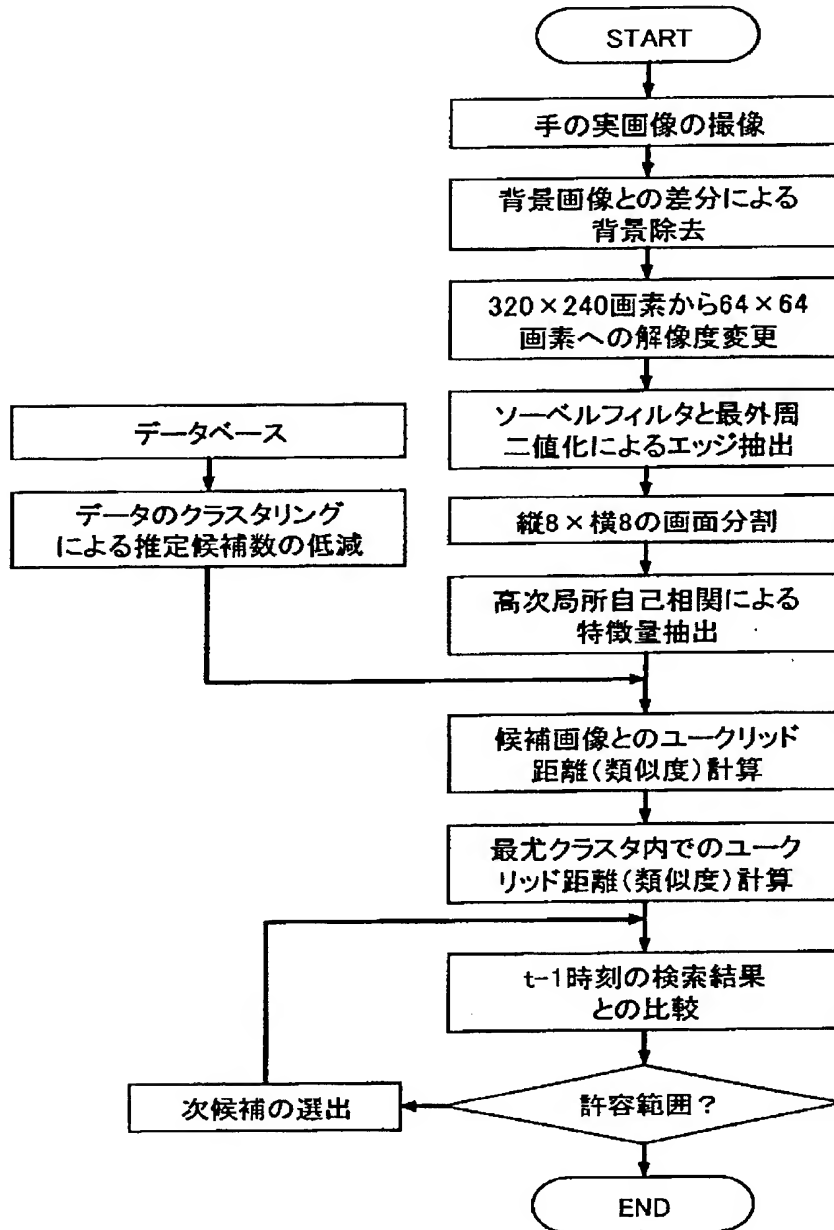 START
手の実画像の撮像
背景画像との差分による
背景除去
320×240画素から64×64
画素への解像度変更
ソーベルフィルタと最外周
二値化によるエッジ抽出
データベース
データのクラスタリング
による推定候補数の低減
縦8×横8の画面分割
高次局所自己相関による
特徴量抽出
候補画像とのユークリッド
距離(類似度)計算
最尤クラスタ内でのユーク
リッド距離(類似度)計算
t-1時刻の検索結果
との比較
許容範囲?
次候補の選出
END